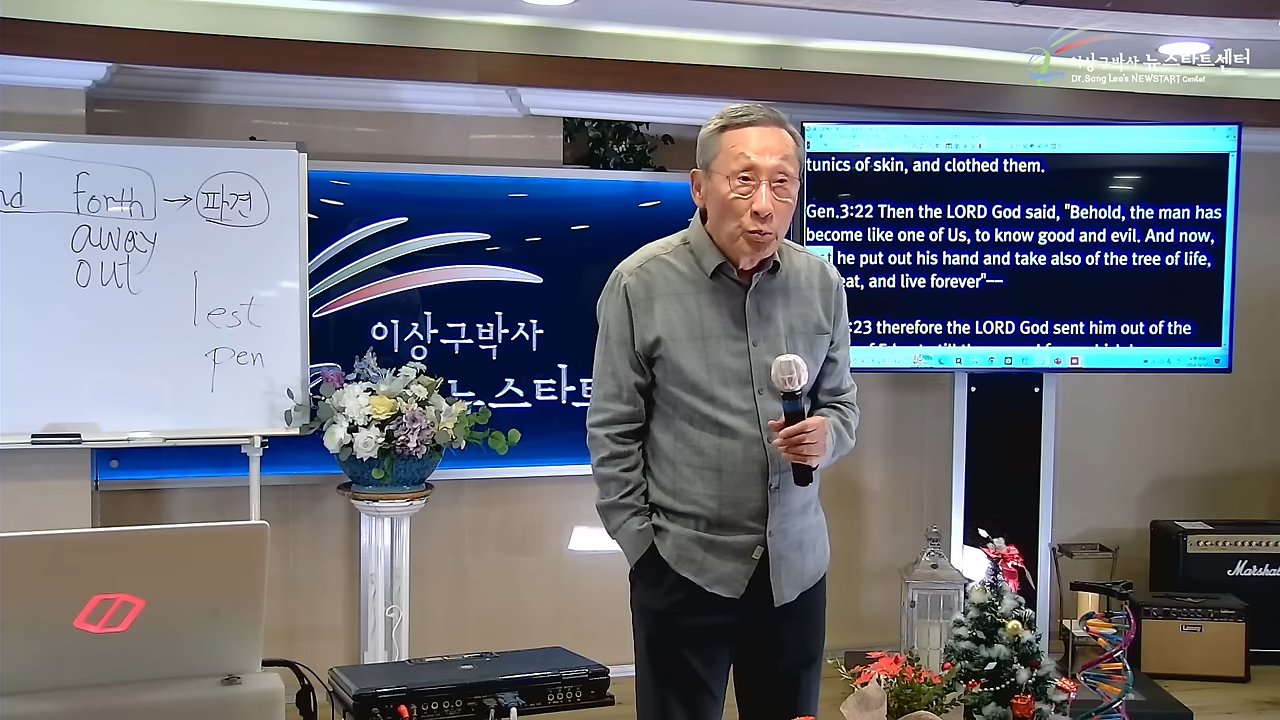 이상구박사 뉴스타트센터
Dr.Sang Lee's NEWSTART Center
nd forth → 파견
away
out
lest
pen
이상구박사
뉴스타트
tunics of skin, and clothed them.
Gen.3:22 Then the LORD God said, "Behold, the man has
become like one of Us, to know good and evil. And now,
he put out his hand and take also of the tree of life,
eat, and live forever"—
:23 therefore the LORD God sent him out of the
Marshall
Laney